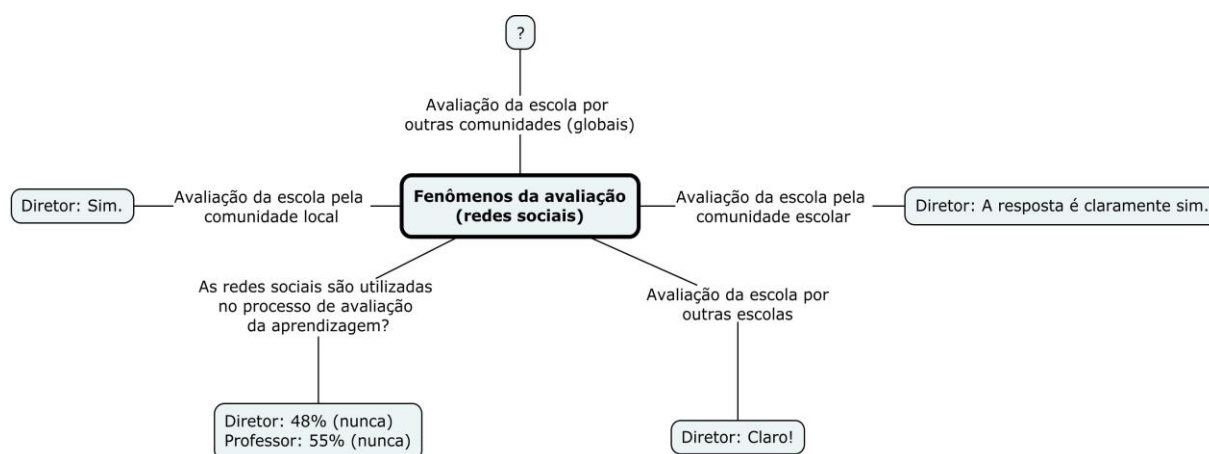 ?
Avaliação da escola por
outras comunidades (globais)
Diretor: Sim.
Avaliação da escola pela
comunidade local
Fenômenos da avaliação
(redes sociais)
Avaliação da escola pela
comunidade escolar
Diretor: A resposta é claramente sim.
As redes sociais são utilizadas
no processo de avaliação
da aprendizagem?
Avaliação da escola por
outras escolas
Diretor: 48% (nunca)
Professor: 55% (nunca)
Diretor: Claro!